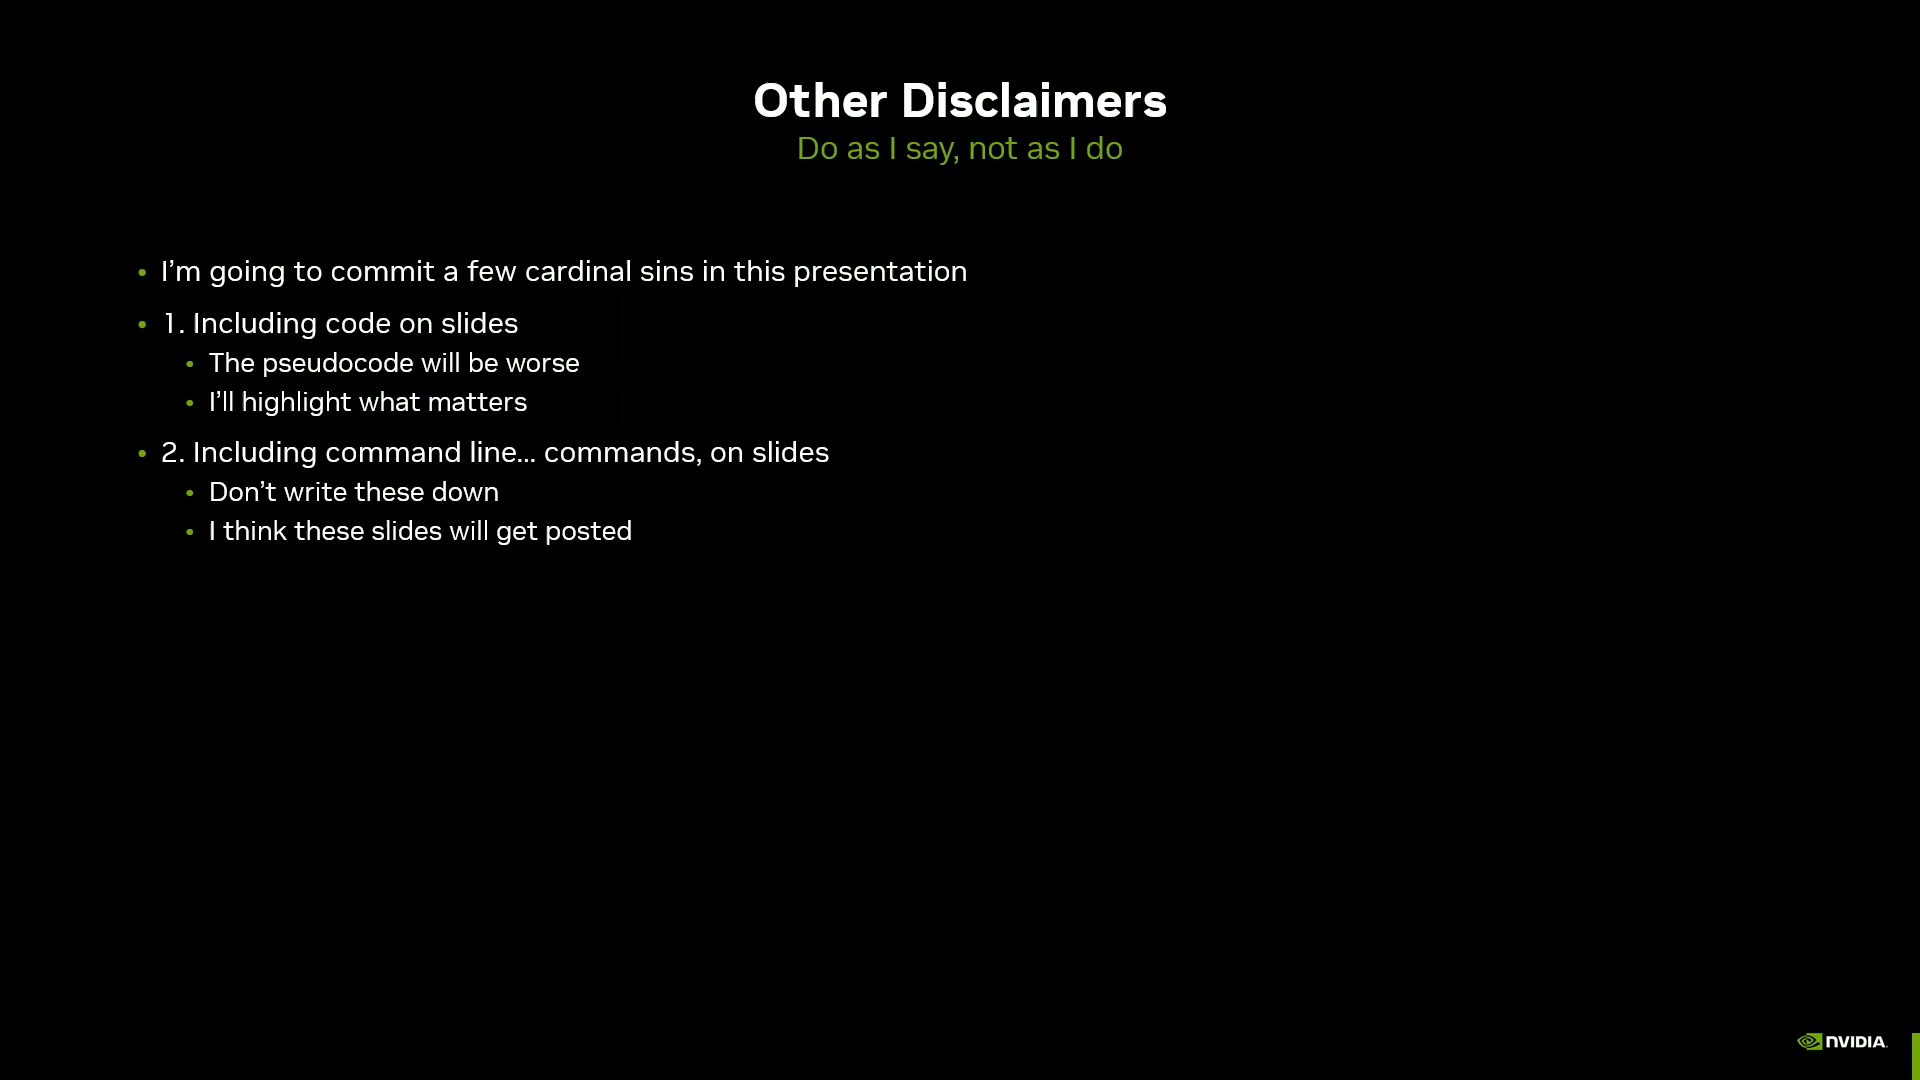 Other Disclaimers
Do as I say, not as I do
• I’m going to commit a few cardinal sins in this presentation
• 1. Including code on slides
• The pseudocode will be worse
• I’ll highlight what matters
• 2. Including command line... commands, on slides
• Don’t write these down
• I think these slides will get posted
NVIDIA.